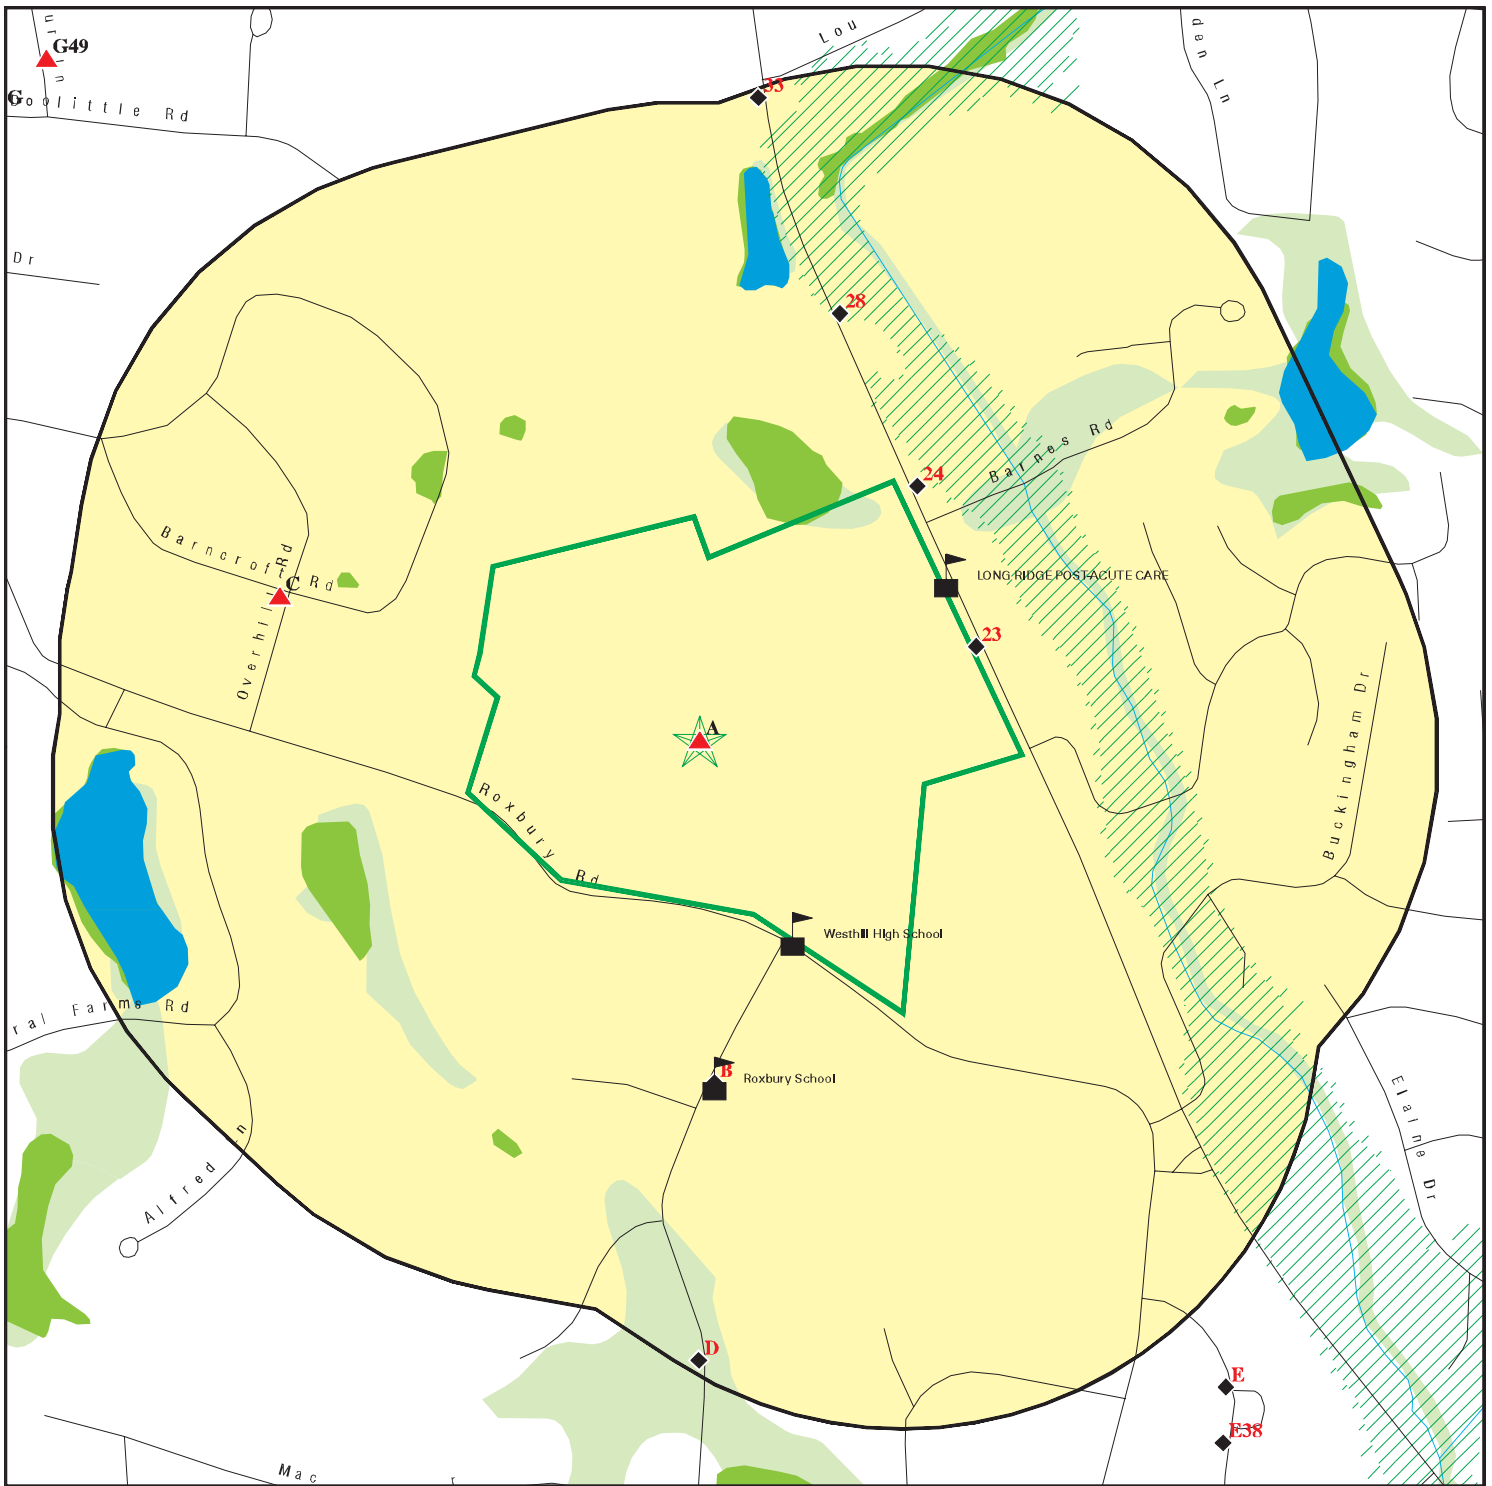 Lou
den Ln
G49
33
G
oolittle Rd
Dr
28
24
Barnes Rd
Barncroft Rd
LONG RIDGE POST-ACUTE CARE
C
Overhill Rd
23
A
Buckingham Dr
Roxbury Rd
Westhill High School
ral Farms Rd
B
Roxbury School
Elaine Dr
Alfred
D
E
E38
Mac